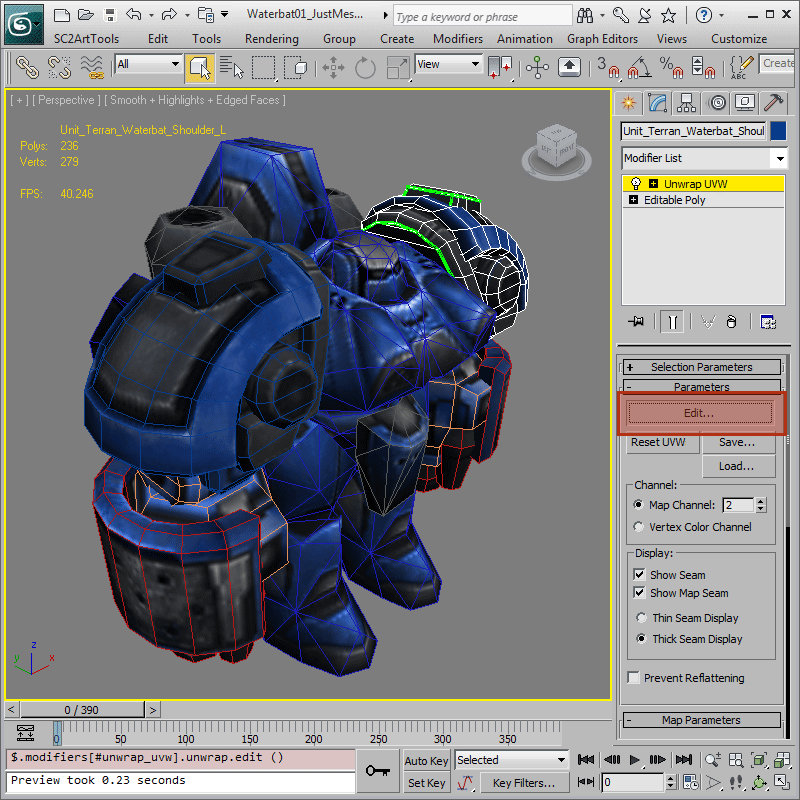 Waterbat01_JustMes...
Type a keyword or phrase
SC2ArtTools Edit Tools Rendering Group Create Modifiers Animation Graph Editors Views Customize
All
View
3
%
ABC
Create
[ + ] [ Perspective ] [ Smooth + Highlights + Edged Faces ]
Unit_Terran_Waterbat_Shoulder_L
Polys: 236
Verts: 279
FPS: 40.246
Unit_Terran_Waterbat_Shoul
Modifier List
Unwrap UVW
Editable Poly
+ Selection Parameters
- Parameters
Edit...
Reset UVW Save...
Load...
Channel:
Map Channel: 2
Vertex Color Channel
Display:
Show Seam
Show Map Seam
Thin Seam Display
Thick Seam Display
Prevent Reflattening
- Map Parameters
z
y x
< 0 / 390 >
0 50 100 150 200 250 300 350
$.modifiers[#unwrap_uvw].unwrap.edit ()
Preview took 0.23 seconds
Auto Key Selected
Set Key Key Filters...
0